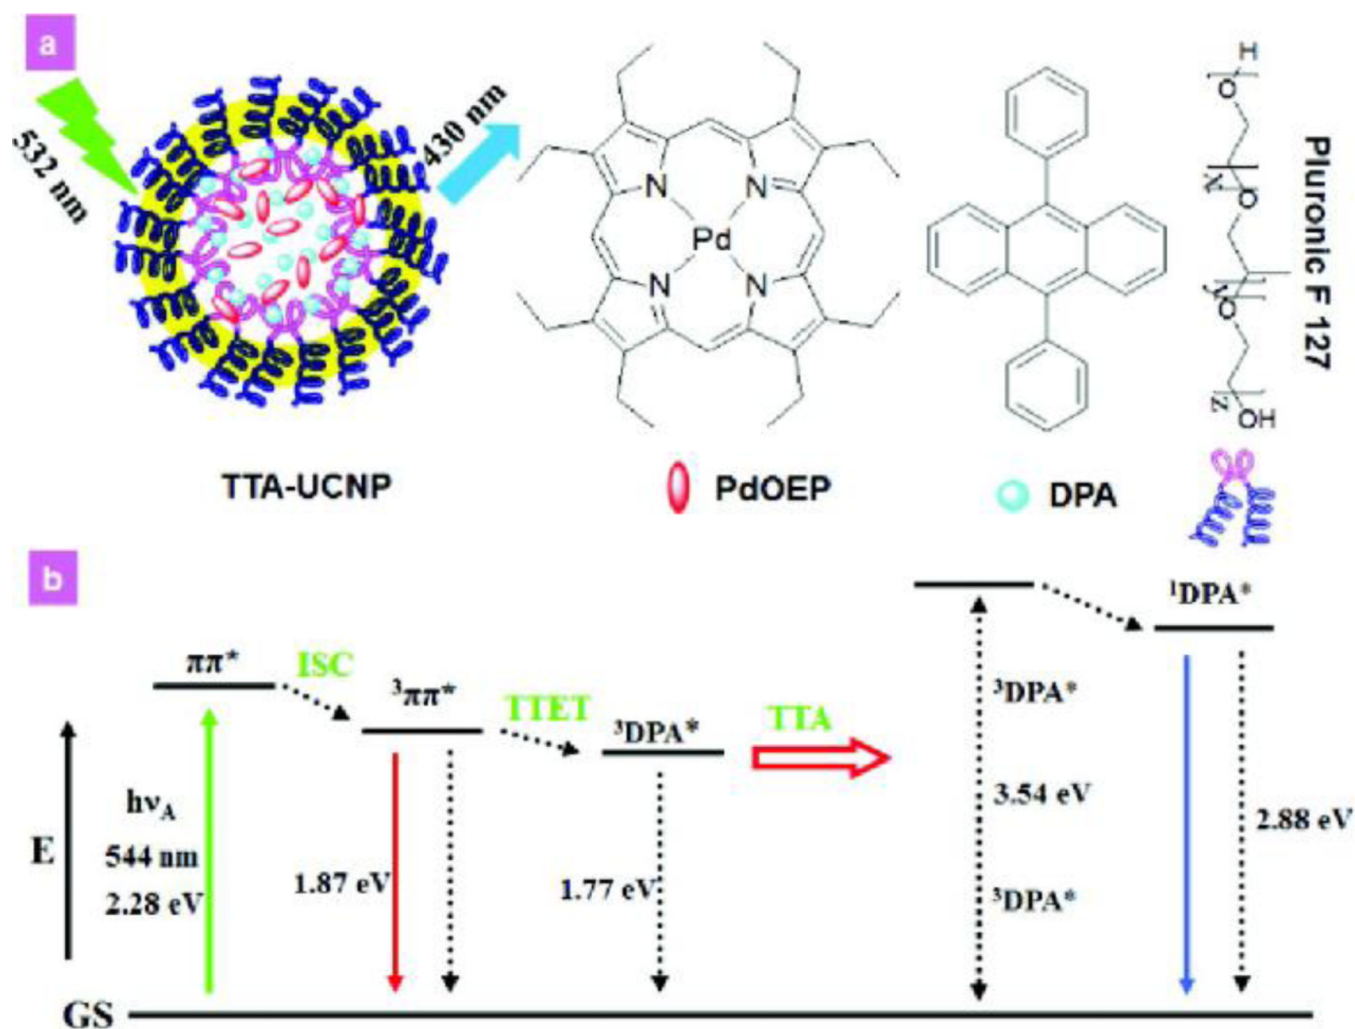 a
532 nm
430 nm
N
N
Pd
N
N
H
O
X
O
Y
O
Z
OH
Pluronic F 127
TTA-UCNP
PdOEP
DPA
b
ππ*
ISC
³ππ*
TTET
³DPA*
TTA
¹DPA*
E
hνA
544 nm
2.28 eV
1.87 eV
1.77 eV
³DPA*
3.54 eV
³DPA*
2.88 eV
GS